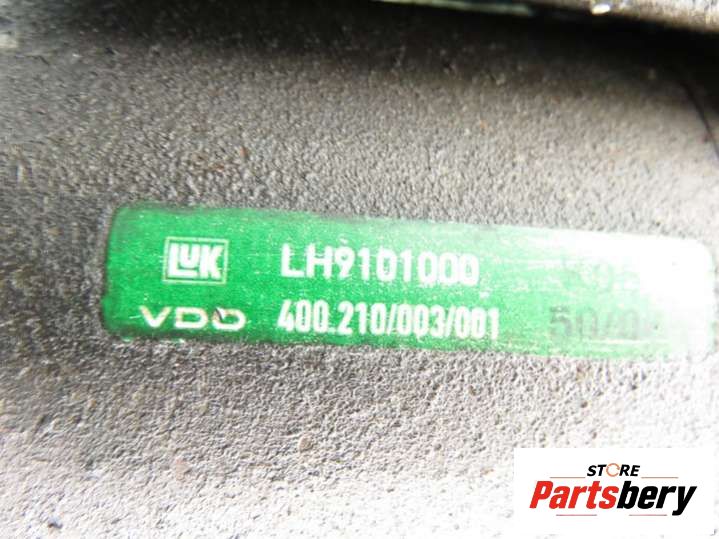 LUK LH9101000
VDO 400.210/003/001
STORE
Partsbery